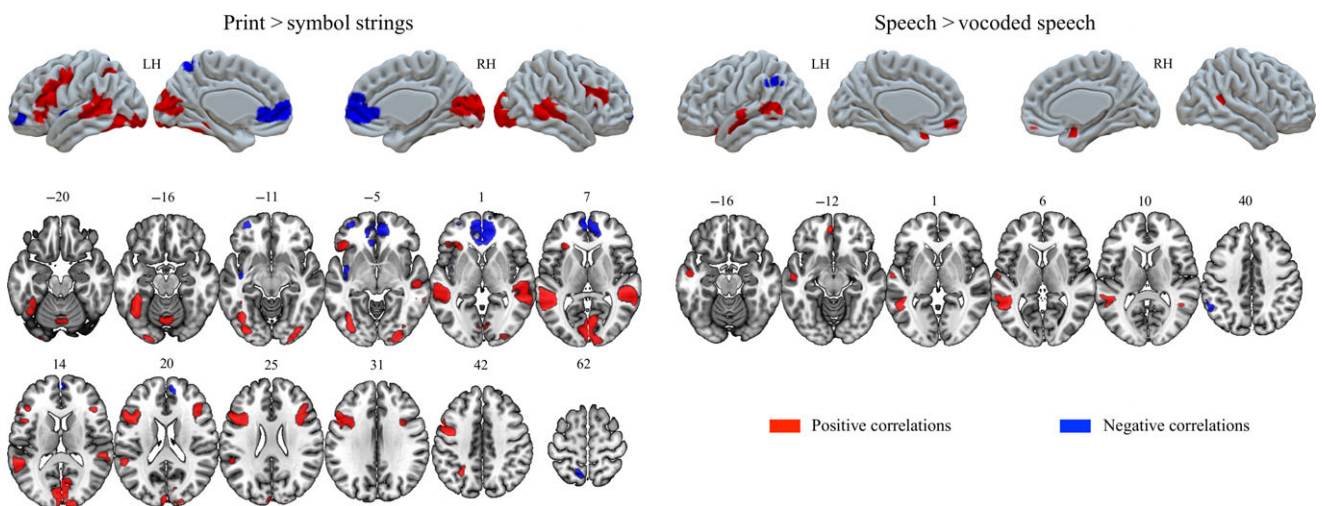 Print > symbol strings
LH
RH
−20 −16 −11 −5 1 7
14 20 25 31 42 62
Speech > vocoded speech
LH
RH
−16 −12 1 6 10 40
Positive correlations
Negative correlations